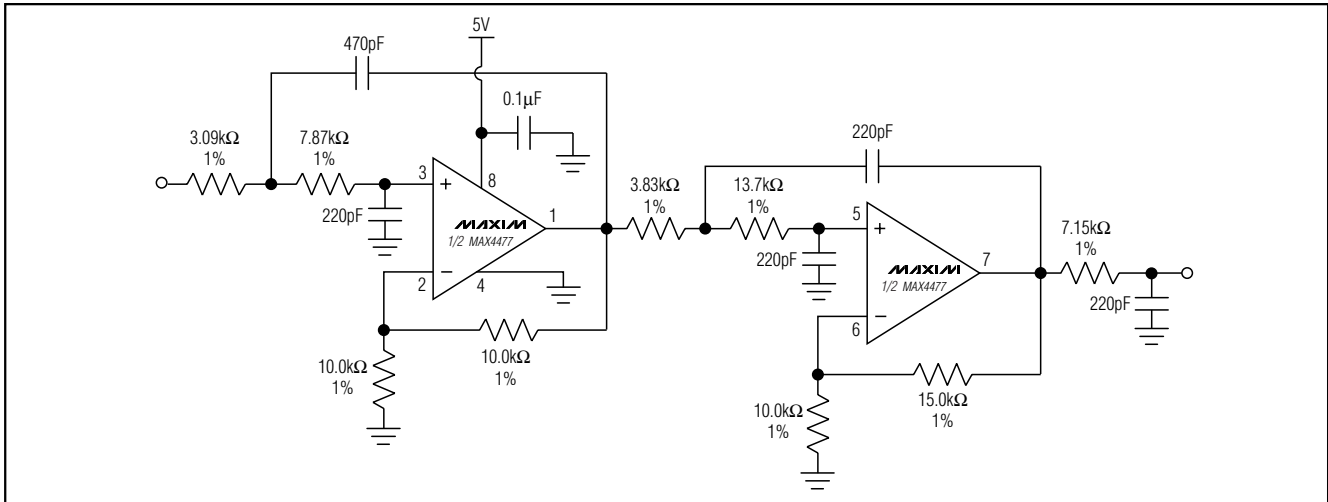 5V
470pF
0.1μF
3.09kΩ
1%
7.87kΩ
1%
220pF
3
+
8
MAXIM
1/2 MAX4477
1
−
2
4
10.0kΩ
1%
10.0kΩ
1%
3.83kΩ
1%
13.7kΩ
1%
220pF
220pF
5
+
MAXIM
1/2 MAX4477
7
−
6
15.0kΩ
1%
10.0kΩ
1%
7.15kΩ
1%
220pF